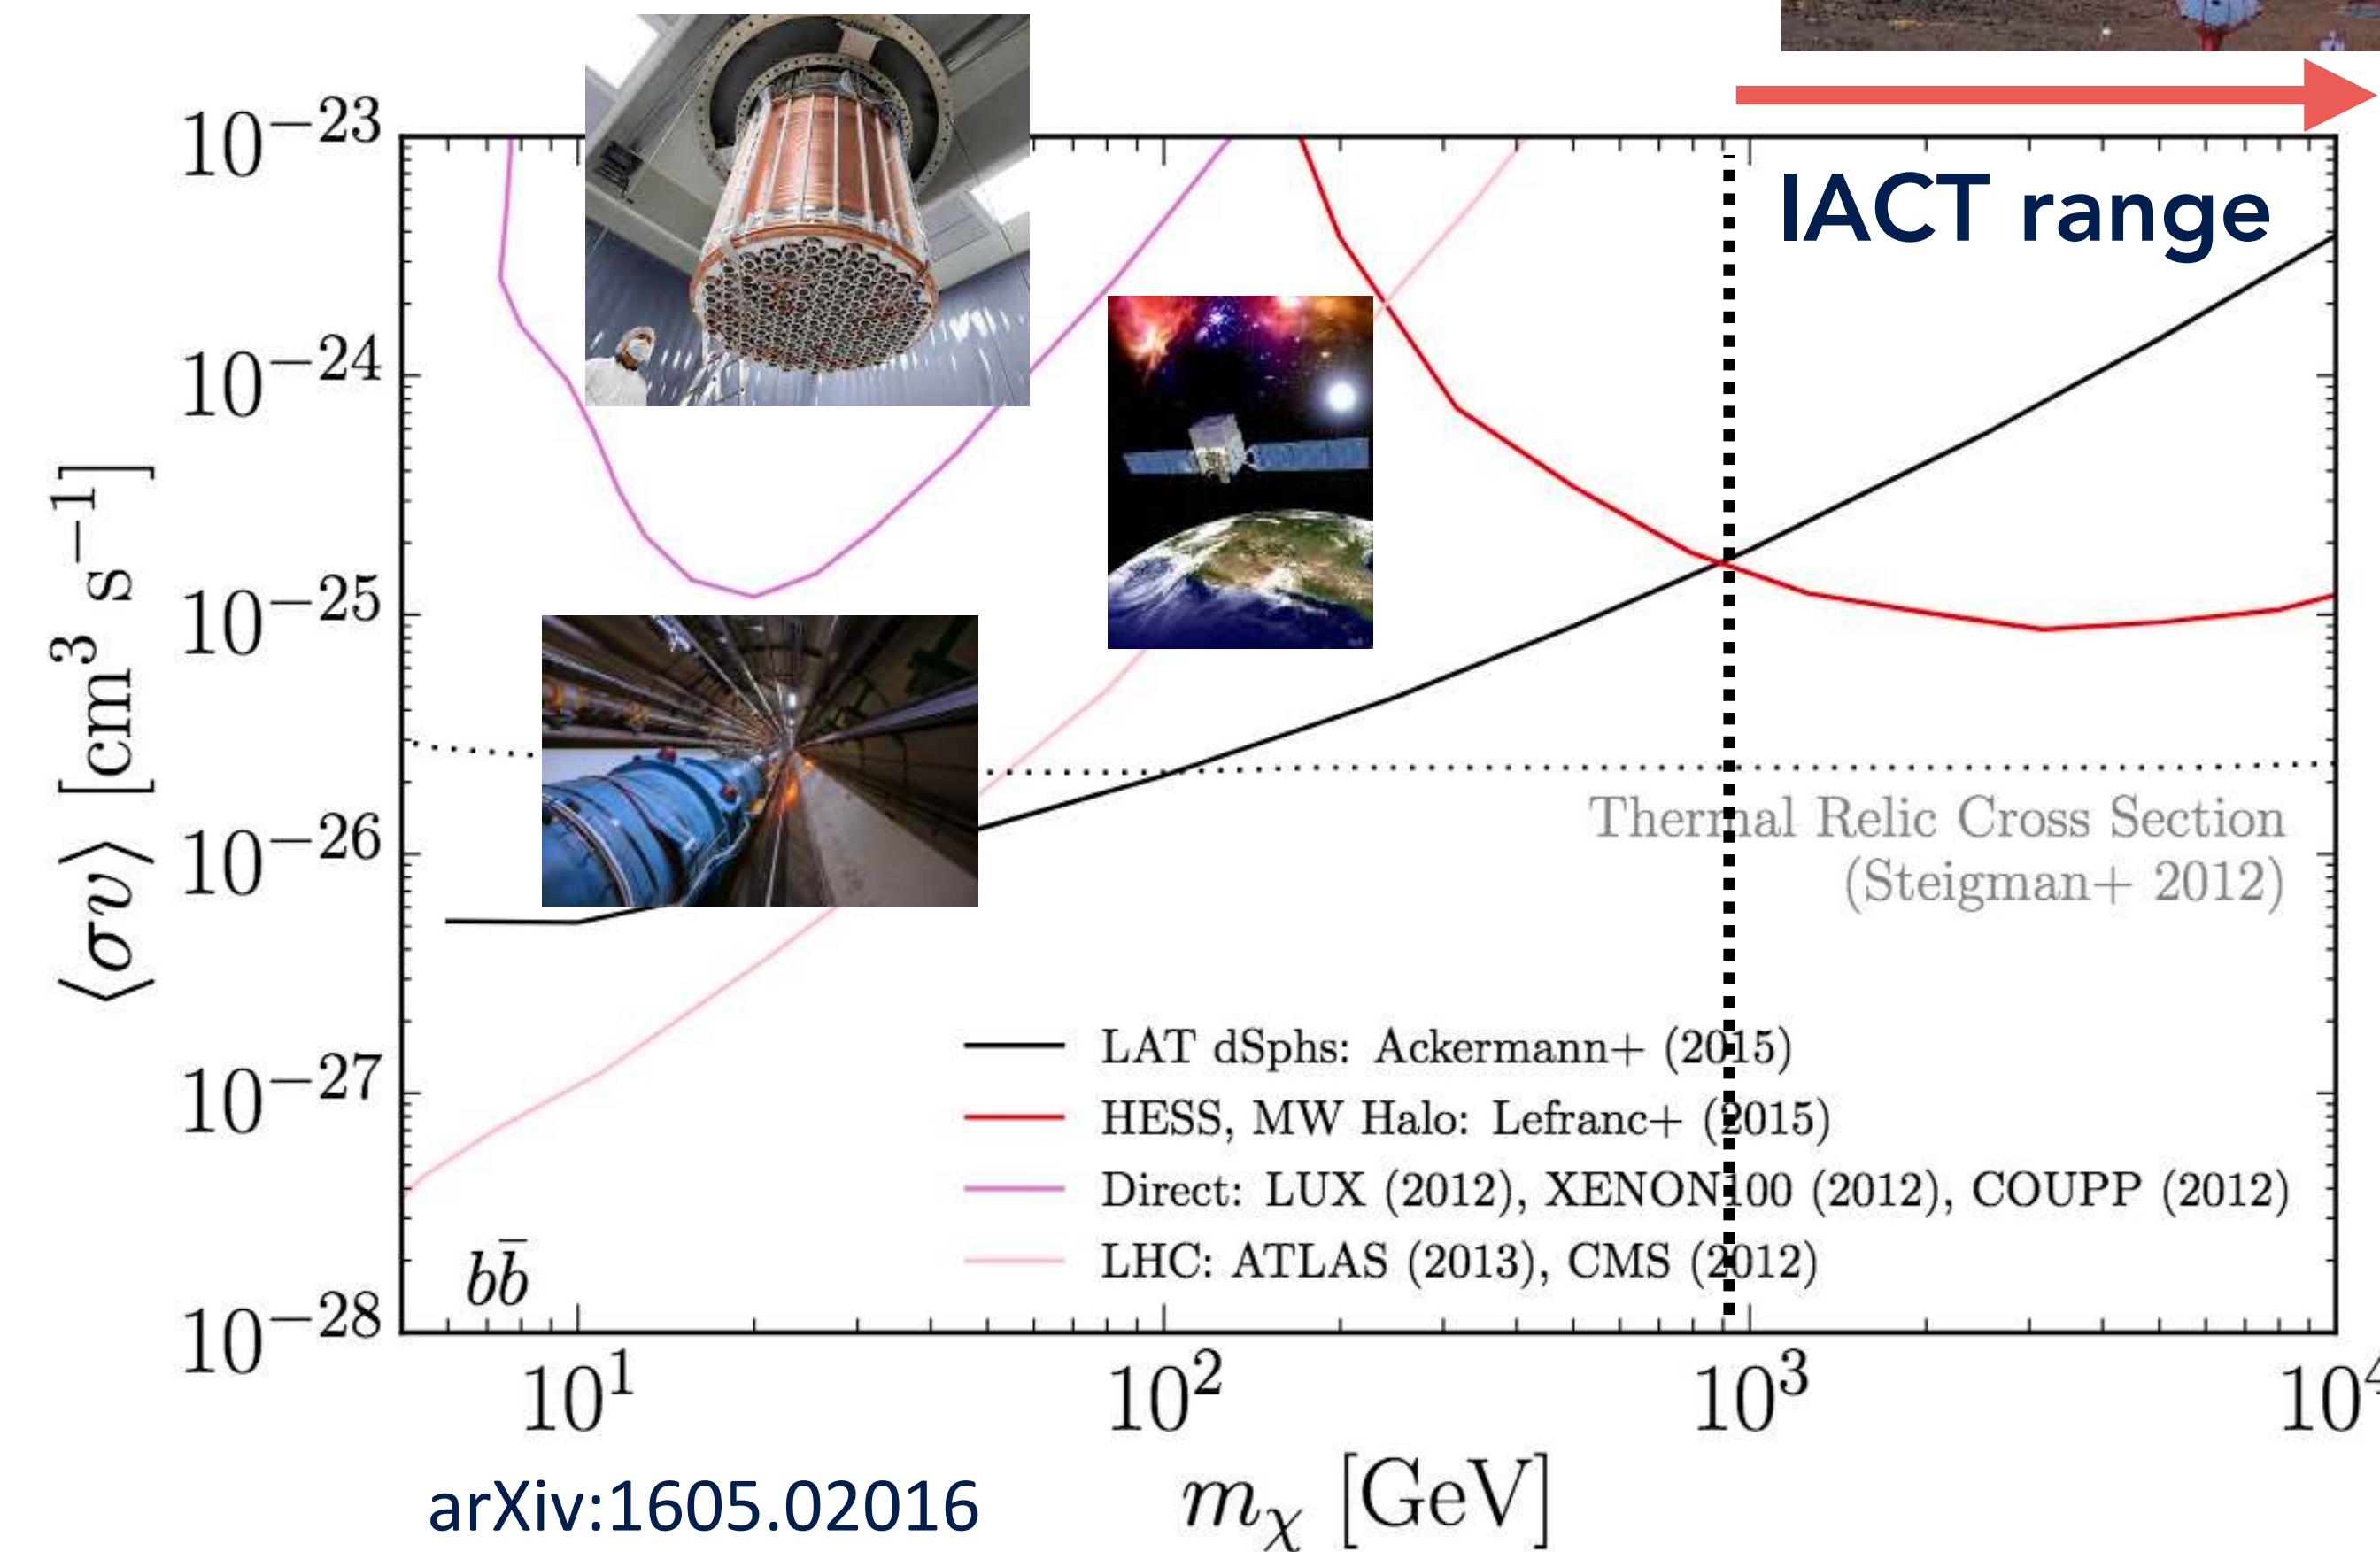 IACT range
10−23
10−24
10−25
10−26
10−27
10−28
⟨σv⟩ [cm3 s−1]
Thermal Relic Cross Section
(Steigman+ 2012)
LAT dSphs: Ackermann+ (2015)
HESS, MW Halo: Lefranc+ (2015)
Direct: LUX (2012), XENON100 (2012), COUPP (2012)
LHC: ATLAS (2013), CMS (2012)
bb̄
101
102
103
104
mχ [GeV]
arXiv:1605.02016